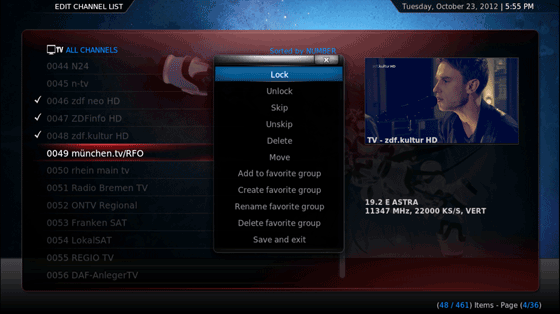 EDIT CHANNEL LIST
Tuesday, October 23, 2012 | 5:55 PM
TV ALL CHANNELS
Sorted by NUMBER
0044 N24
0045 n-tv
0046 zdf neo HD
0047 ZDFinfo HD
0048 zdf.kultur HD
0049 münchen.tv/RFO
0050 rhein main tv
0051 Radio Bremen TV
0052 ONTV Regional
0053 Franken SAT
0054 LokalSAT
0055 REGIO TV
0056 DAF-AnlegerTV
Lock
Unlock
Skip
Unskip
Delete
Move
Add to favorite group
Create favorite group
Rename favorite group
Delete favorite group
Save and exit
zdf.kultur HD
TV - zdf.kultur HD
19.2 E ASTRA
11347 MHz, 22000 KS/S, VERT
(48 / 461) Items - Page (4/36)